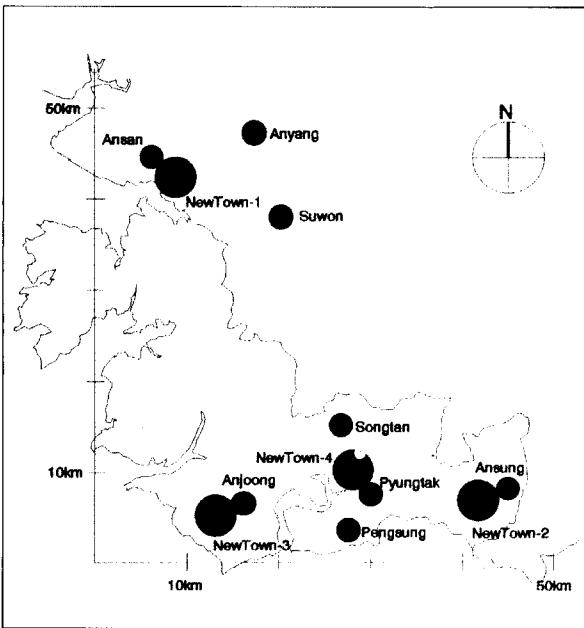 N
50km
Ansan
Anyang
NewTown-1
Suwon
Songtan
NewTown-4
Ansung
10km
Anjoong
Pyungtak
NewTown-3
Pengsung
NewTown-2
10km
50km